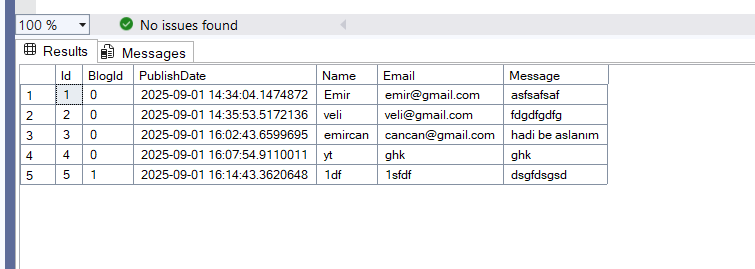 100 % No issues found
Results Messages
Id BlogId PublishDate Name Email Message
1 1 0 2025-09-01 14:34:04.1474872 Emir emir@gmail.com asfsafsaf
2 2 0 2025-09-01 14:35:53.5172136 veli veli@gmail.com fdgdfgdfg
3 3 0 2025-09-01 16:02:43.6599695 emircan cancan@gmail.com hadi be aslanım
4 4 0 2025-09-01 16:07:54.9110011 yt ghk ghk
5 5 1 2025-09-01 16:14:43.3620648 1df 1sfdf dsgfdsgsd